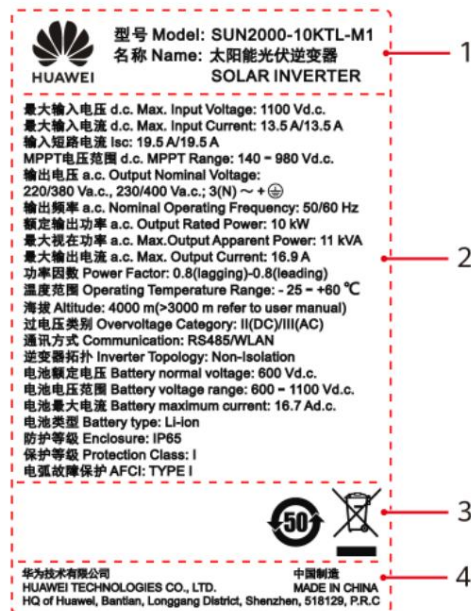 HUAWEI
型号 Model: SUN2000-10KTL-M1
名称 Name: 太阳能光伏逆变器
SOLAR INVERTER
1
最大输入电压 d.c. Max. Input Voltage: 1100 Vd.c.
最大输入电流 d.c. Max. Input Current: 13.5 A/13.5 A
输入短路电流 Isc: 19.5 A/19.5 A
MPPT电压范围 d.c. MPPT Range: 140 - 980 Vd.c.
输出电压 a.c. Output Nominal Voltage:
220/380 Va.c., 230/400 Va.c.; 3(N) ~ + ⏚
输出频率 a.c. Nominal Operating Frequency: 50/60 Hz
额定输出功率 a.c. Output Rated Power: 10 kW
最大视在功率 a.c. Max.Output Apparent Power: 11 kVA
最大输出电流 a.c. Max. Output Current: 16.9 A
功率因数 Power Factor: 0.8(lagging)-0.8(leading)
温度范围 Operating Temperature Range: - 25 - +60 ℃
海拔 Altitude: 4000 m(>3000 m refer to user manual)
过电压类别 Overvoltage Category: II(DC)/III(AC)
通讯方式 Communication: RS485/WLAN
逆变器拓扑 Inverter Topology: Non-Isolation
电池额定电压 Battery normal voltage: 600 Vd.c.
电池电压范围 Battery voltage range: 600 - 1100 Vd.c.
电池最大电流 Battery maximum current: 16.7 Ad.c.
电池类型 Battery type: Li-ion
防护等级 Enclosure: IP65
保护等级 Protection Class: I
电弧故障保护 AFCI: TYPE I
2
50
3
华为技术有限公司 中国制造
HUAWEI TECHNOLOGIES CO., LTD. MADE IN CHINA
HQ of Huawei, Bantian, Longgang District, Shenzhen, 518129, P.R.C
4